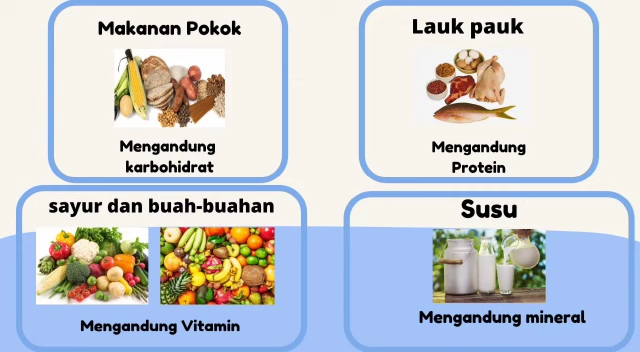 Makanan Pokok
Mengandung
karbohidrat
Lauk pauk
Mengandung
Protein
sayur dan buah-buahan
Mengandung Vitamin
Susu
Mengandung mineral